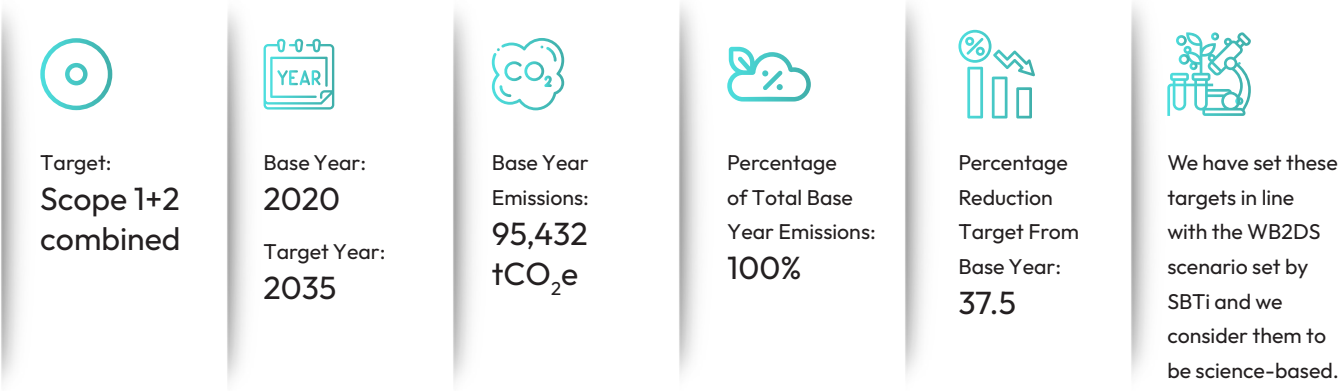 Target:
Scope 1+2
combined
YEAR
Base Year:
2020
Target Year:
2035
CO2
Base Year
Emissions:
95,432
tCO2e
%
Percentage
of Total Base
Year Emissions:
100%
%
Percentage
Reduction
Target From
Base Year:
37.5
We have set these
targets in line
with the WB2DS
scenario set by
SBTi and we
consider them to
be science-based.